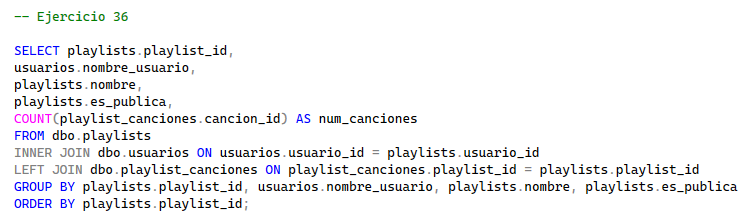 -- Ejercicio 36
SELECT playlists.playlist_id,
usuarios.nombre_usuario,
playlists.nombre,
playlists.es_publica,
COUNT(playlist_canciones.cancion_id) AS num_canciones
FROM dbo.playlists
INNER JOIN dbo.usuarios ON usuarios.usuario_id = playlists.usuario_id
LEFT JOIN dbo.playlist_canciones ON playlist_canciones.playlist_id = playlists.playlist_id
GROUP BY playlists.playlist_id, usuarios.nombre_usuario, playlists.nombre, playlists.es_publica
ORDER BY playlists.playlist_id;